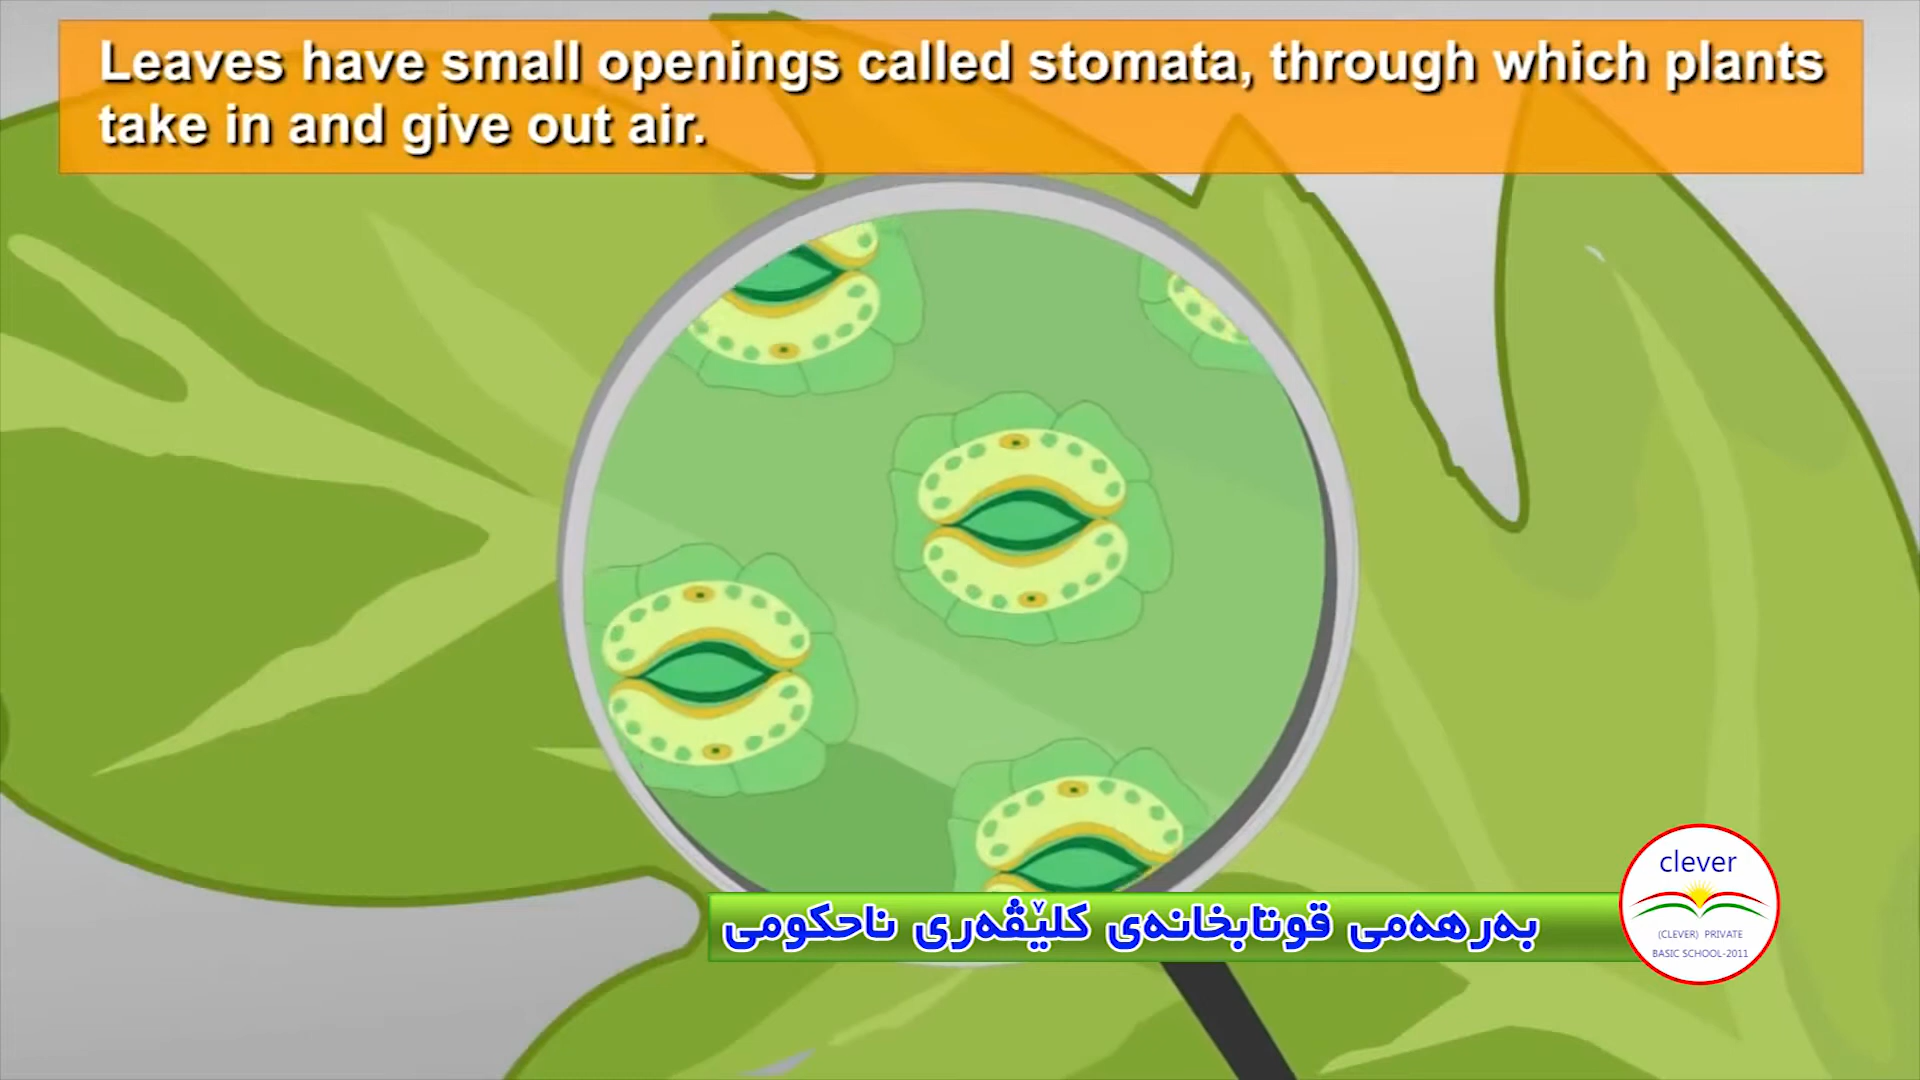 Leaves have small openings called stomata, through which plants
take in and give out air.
بەرهەمی قوتابخانەی کلێڤەری ناحکومی
clever
(CLEVER) PRIVATE
BASIC SCHOOL-2011